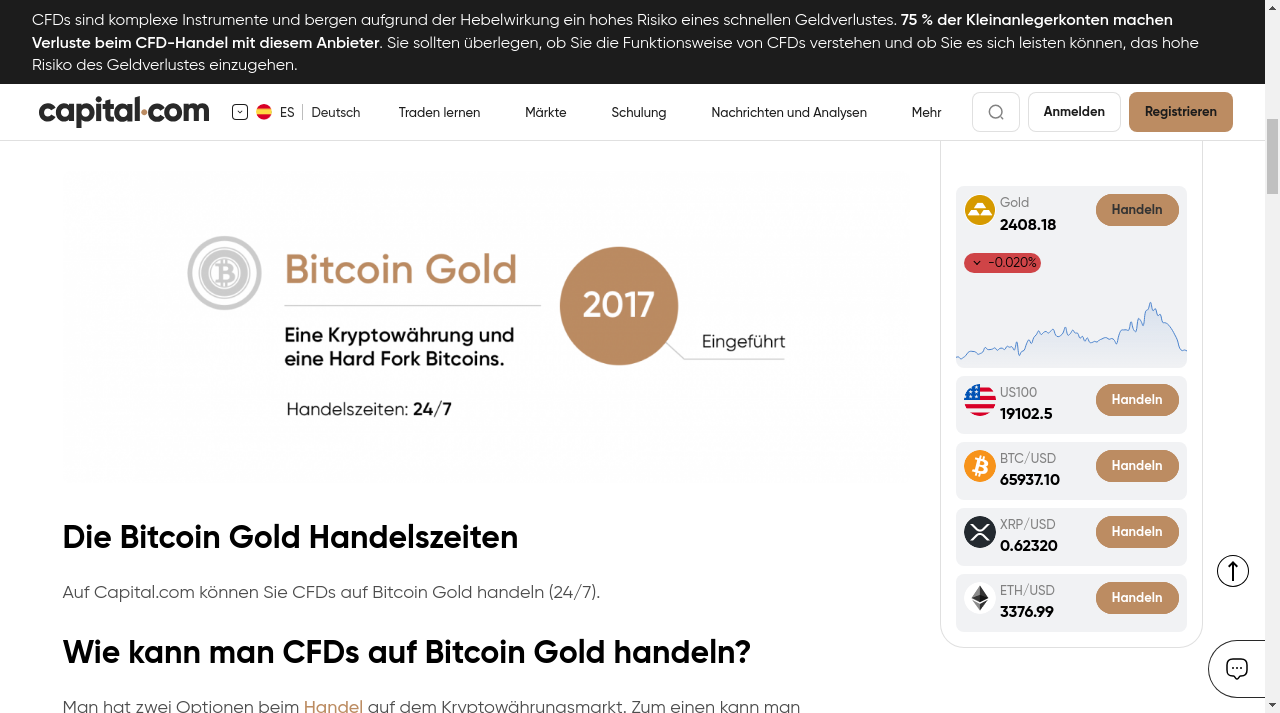 CFDs sind komplexe Instrumente und bergen aufgrund der Hebelwirkung ein hohes Risiko eines schnellen Geldverlustes. 75 % der Kleinanlegerkonten machen
Verluste beim CFD-Handel mit diesem Anbieter. Sie sollten überlegen, ob Sie die Funktionsweise von CFDs verstehen und ob Sie es sich leisten können, das hohe
Risiko des Geldverlustes einzugehen.
capital.com
ES
Deutsch
Traden lernen
Märkte
Schulung
Nachrichten und Analysen
Mehr
Anmelden
Registrieren
Bitcoin Gold
Eine Kryptowährung und
eine Hard Fork Bitcoins.
Handelszeiten: 24/7
2017
Eingeführt
Die Bitcoin Gold Handelszeiten
Auf Capital.com können Sie CFDs auf Bitcoin Gold handeln (24/7).
Wie kann man CFDs auf Bitcoin Gold handeln?
Man hat zwei Optionen beim Handel auf dem Kryptowährungsmarkt. Zum einen kann man
Gold
2408.18
Handeln
-0.020%
US100
19102.5
Handeln
BTC/USD
65937.10
Handeln
XRP/USD
0.62320
Handeln
ETH/USD
3376.99
Handeln